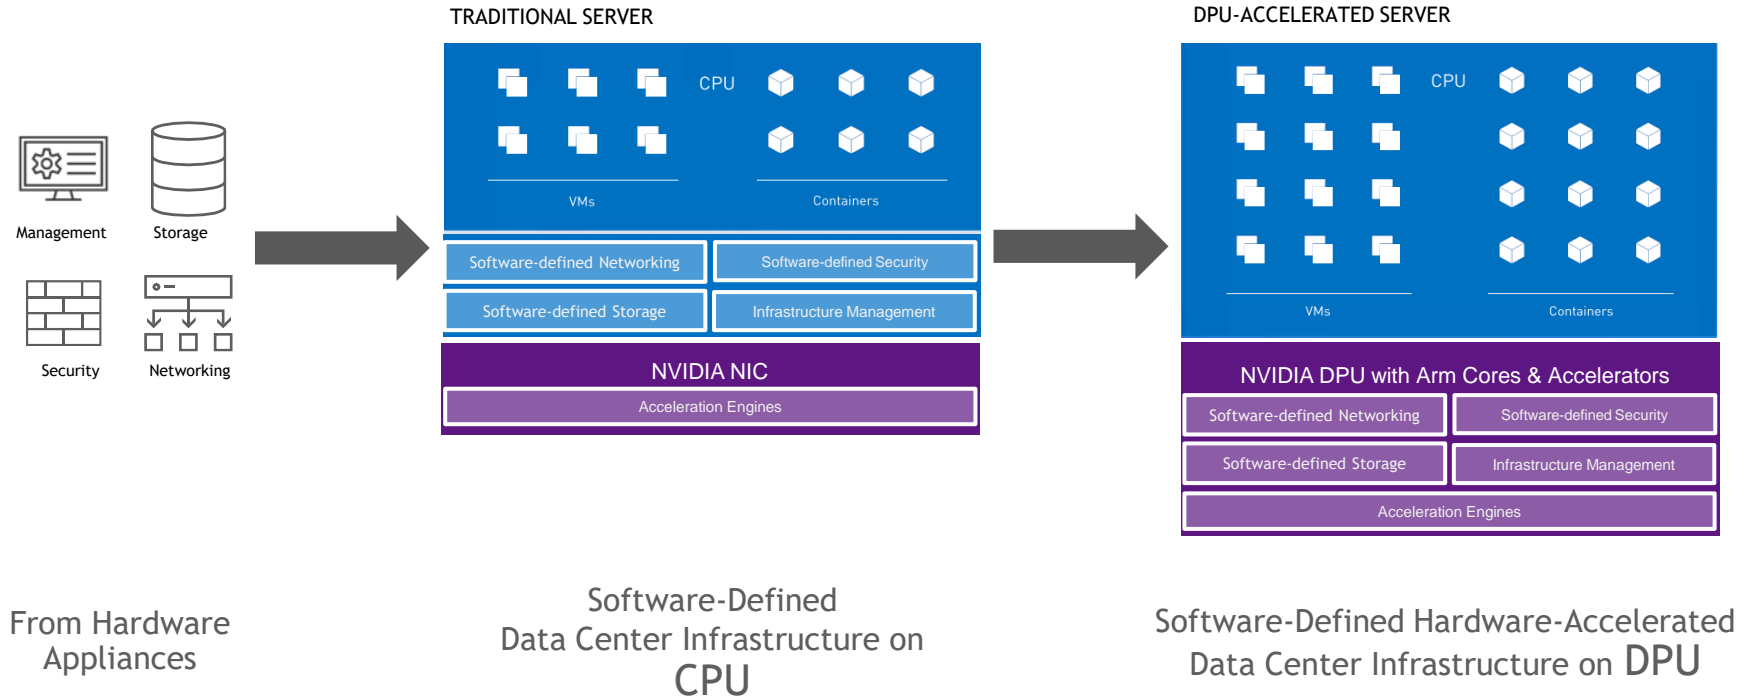 TRADITIONAL SERVER
DPU-ACCELERATED SERVER
Management
Storage
Security
Networking
CPU
VMs
Containers
Software-defined Networking
Software-defined Security
Software-defined Storage
Infrastructure Management
NVIDIA NIC
Acceleration Engines
CPU
VMs
Containers
NVIDIA DPU with Arm Cores & Accelerators
Software-defined Networking
Software-defined Security
Software-defined Storage
Infrastructure Management
Acceleration Engines
From Hardware
Appliances
Software-Defined
Data Center Infrastructure on
CPU
Software-Defined Hardware-Accelerated
Data Center Infrastructure on DPU